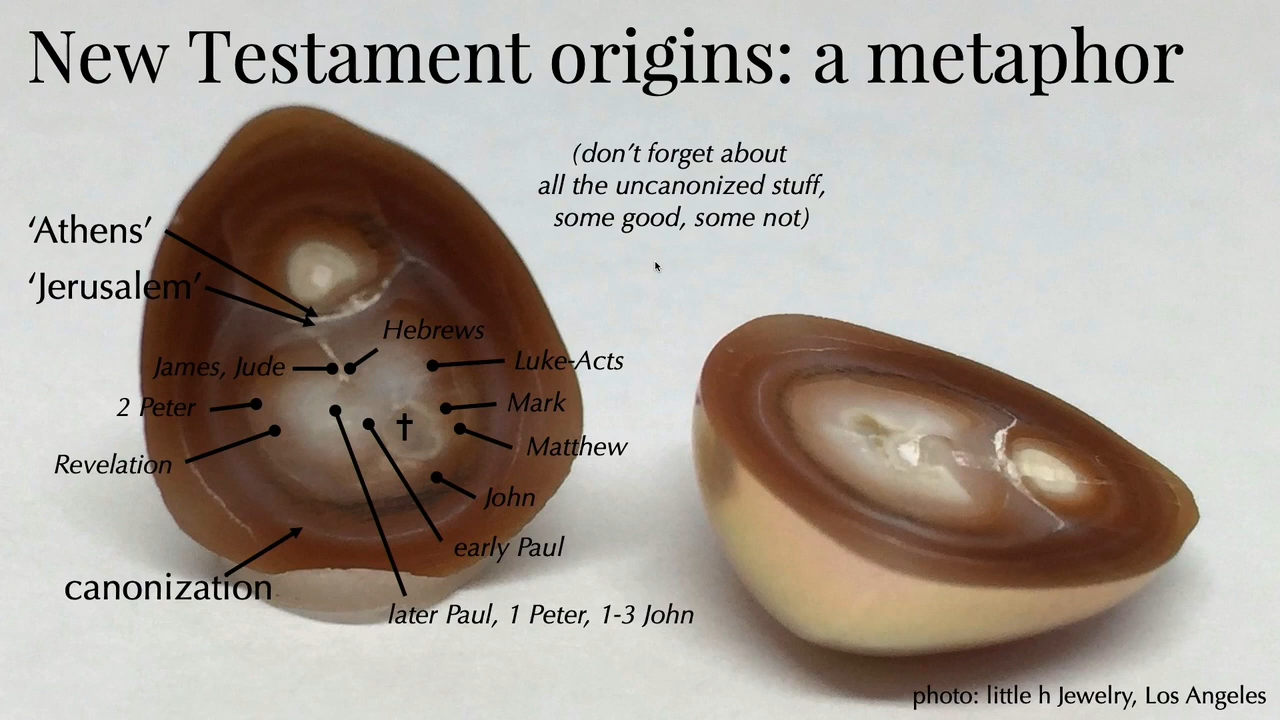 New Testament origins: a metaphor
(don’t forget about
all the uncanonized stuff,
some good, some not)
‘Athens’
‘Jerusalem’
Hebrews
James, Jude
Luke-Acts
2 Peter
Mark
†
Matthew
Revelation
John
early Paul
canonization
later Paul, 1 Peter, 1-3 John
photo: little h Jewelry, Los Angeles